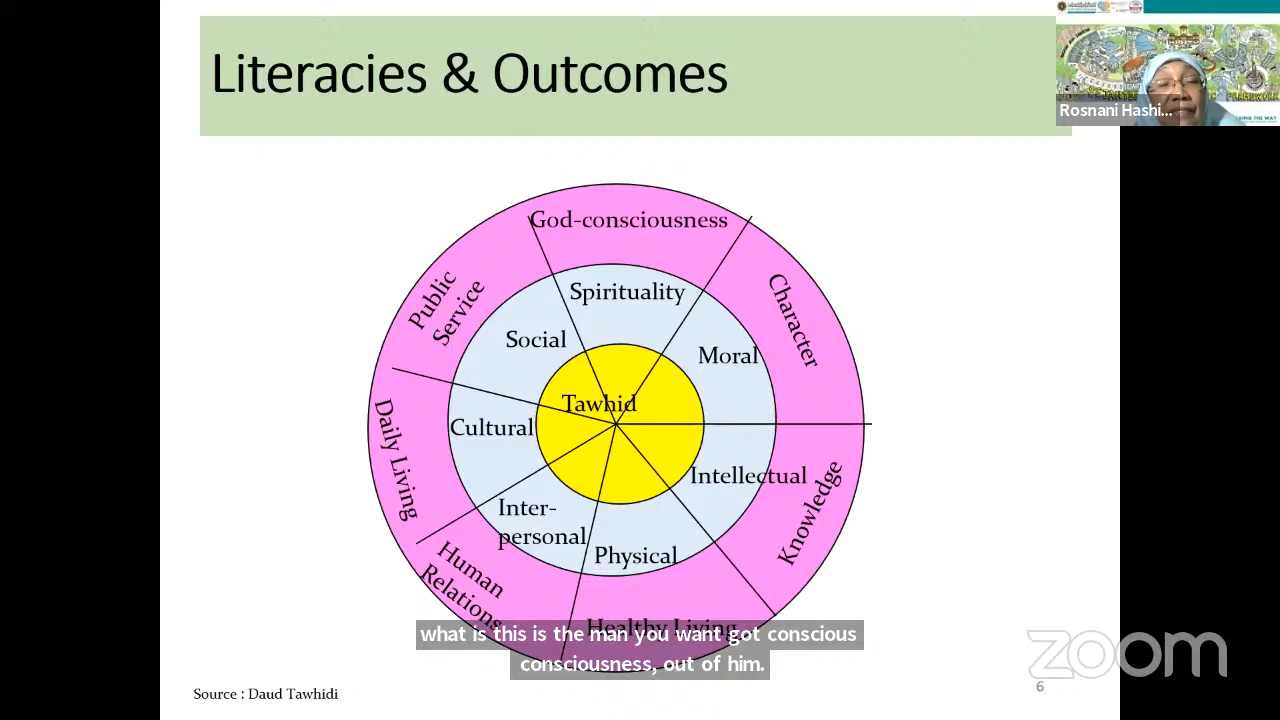 Literacies & Outcomes
Rosnani Hashi...
God-consciousness
Public
Service
Spirituality
Character
Social
Moral
Tawhid
Daily Living
Cultural
Intellectual
Knowledge
Inter-
personal
Physical
Human
Relations
Healthy Living
what is this is the man you want got conscious
consciousness, out of him.
zoom
Source : Daud Tawhidi
6